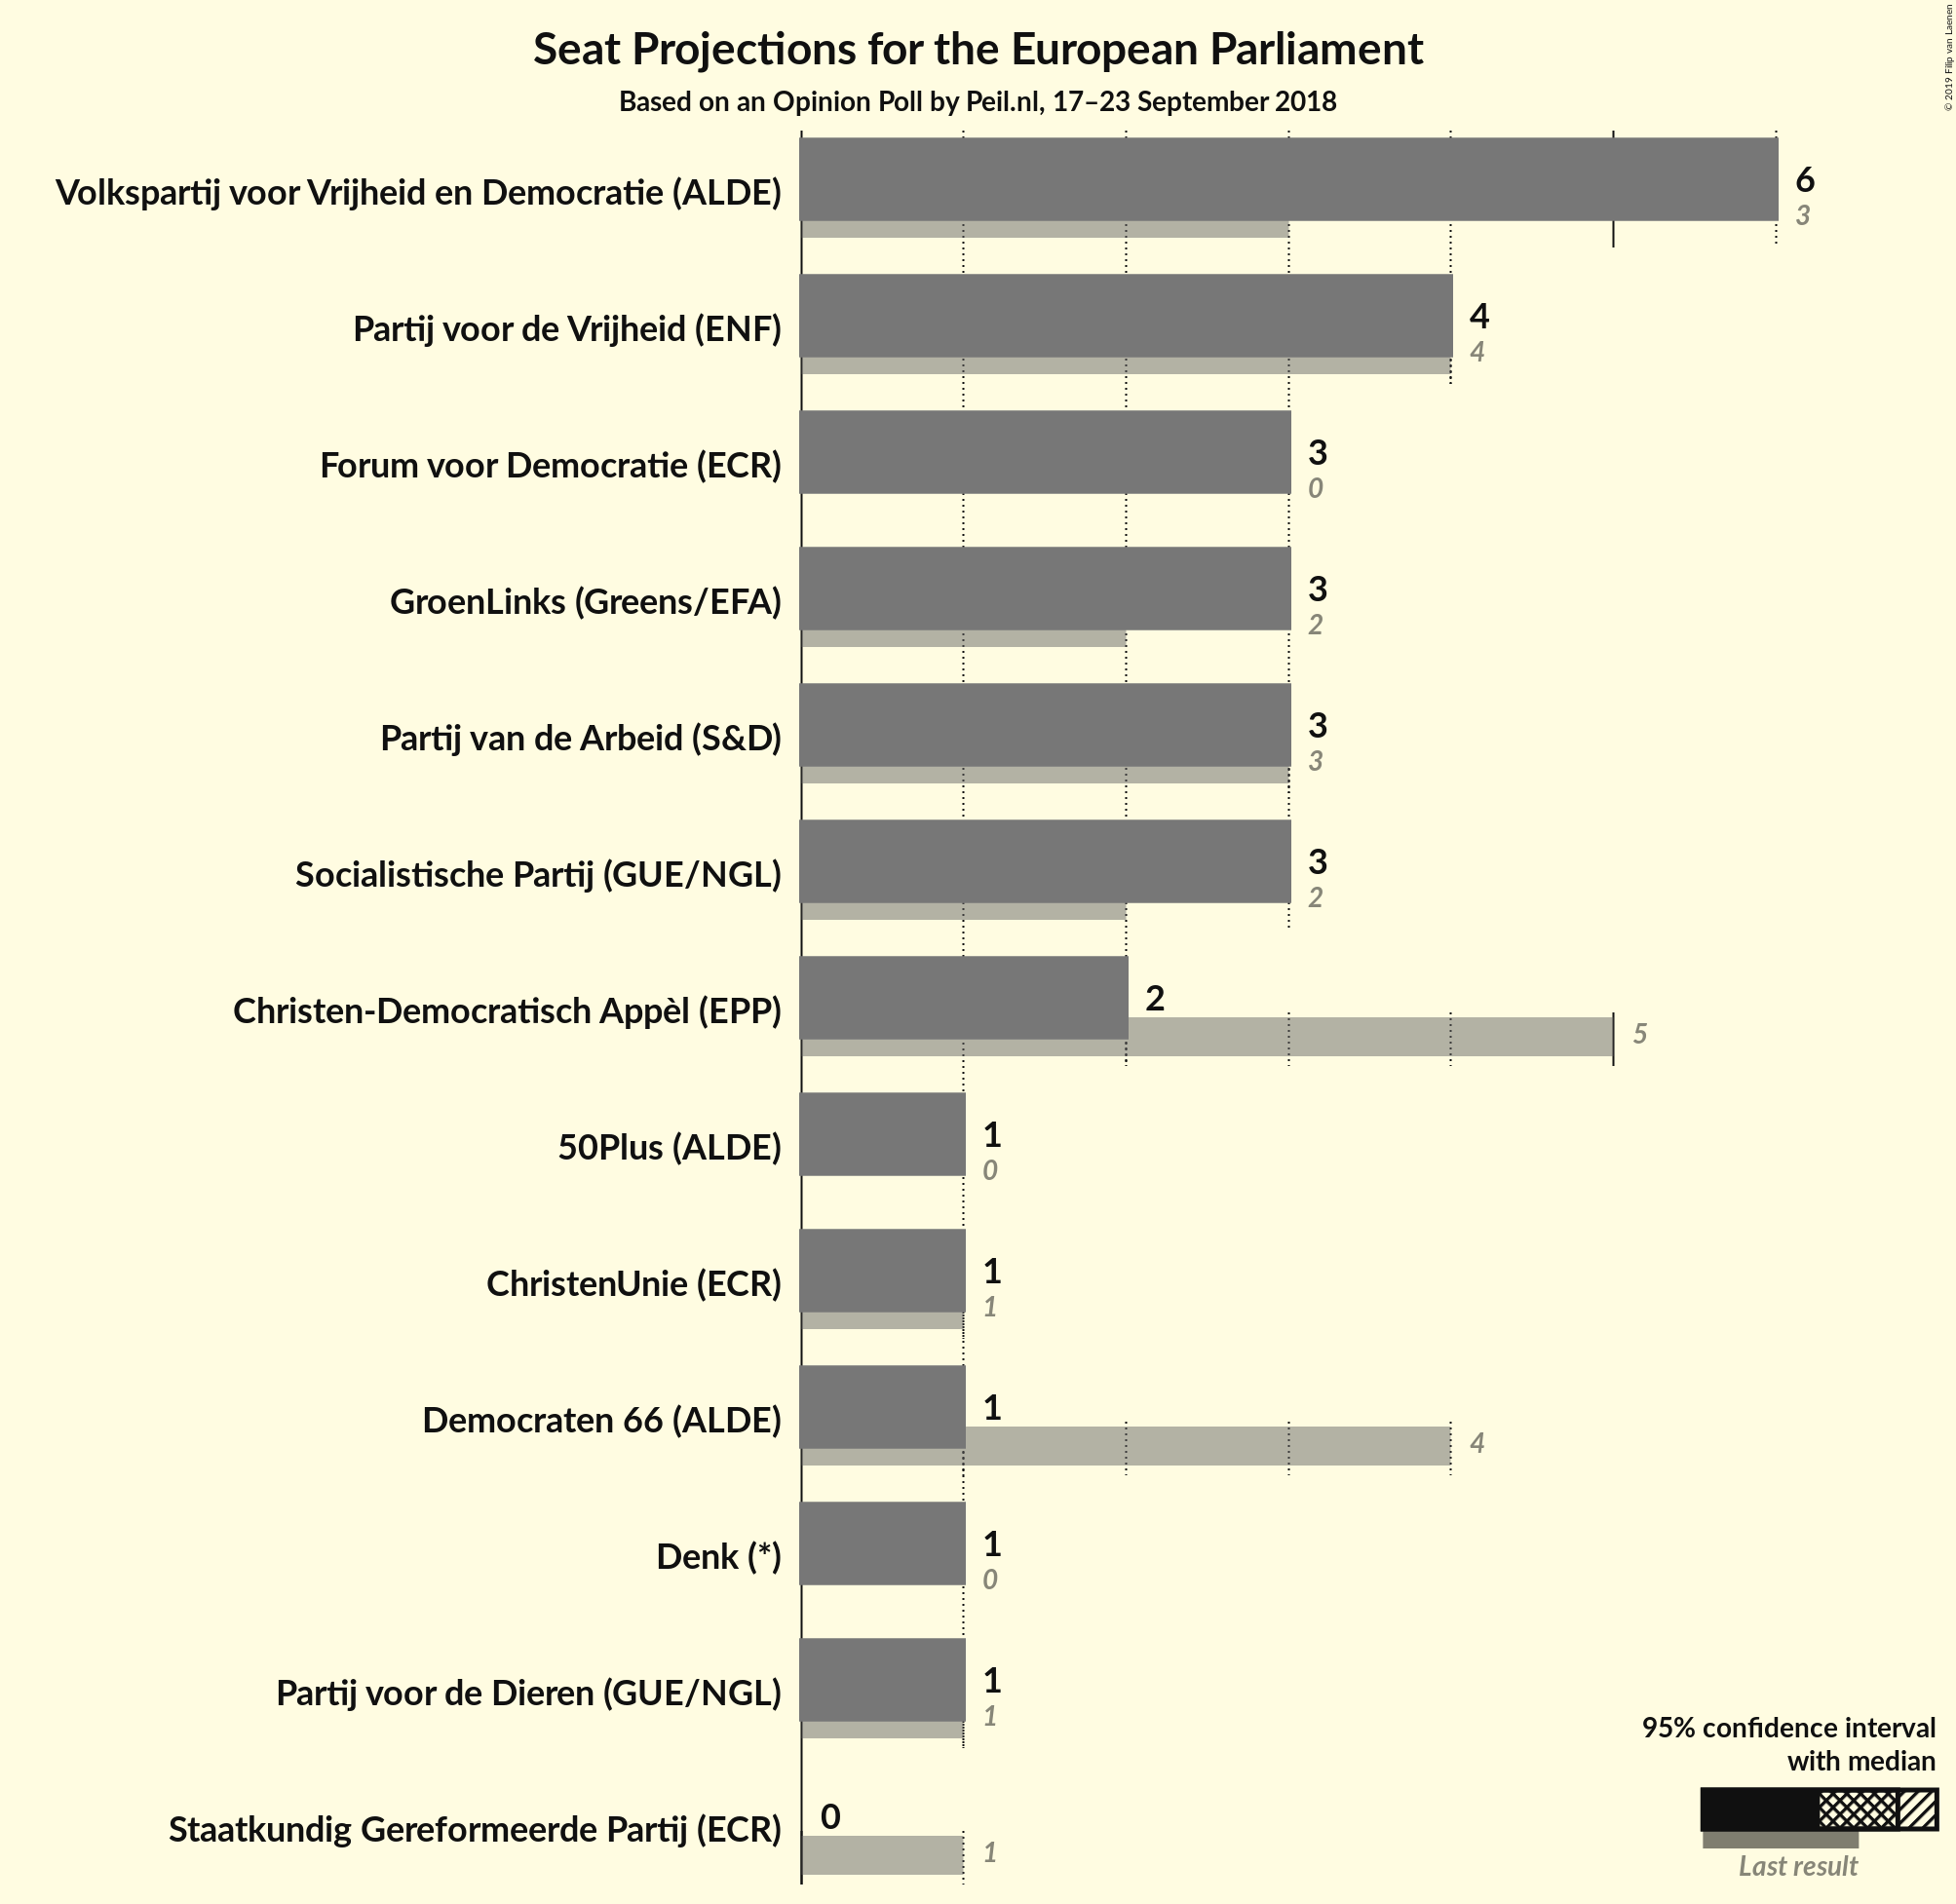 Seat Projections for the European Parliament
Based on an Opinion Poll by Peil.nl, 17–23 September 2018
© 2019 Filip van Laenen
Volkspartij voor Vrijheid en Democratie (ALDE)
6
3
Partij voor de Vrijheid (ENF)
4
4
Forum voor Democratie (ECR)
3
0
GroenLinks (Greens/EFA)
3
2
Partij van de Arbeid (S&D)
3
3
Socialistische Partij (GUE/NGL)
3
2
Christen-Democratisch Appèl (EPP)
2
5
50Plus (ALDE)
1
0
ChristenUnie (ECR)
1
1
Democraten 66 (ALDE)
1
4
Denk (*)
1
0
Partij voor de Dieren (GUE/NGL)
1
1
Staatkundig Gereformeerde Partij (ECR)
0
1
95% confidence interval
with median
Last result